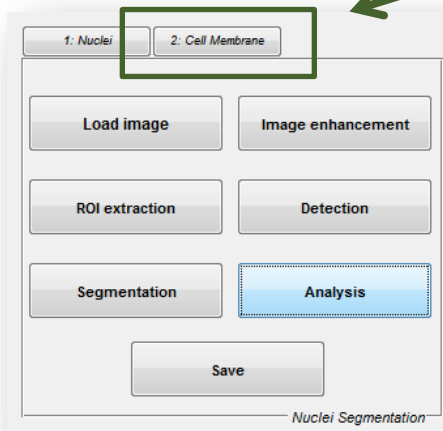 1: Nuclei 2: Cell Membrane
Load image Image enhancement
ROI extraction Detection
Segmentation Analysis
Save
Nuclei Segmentation